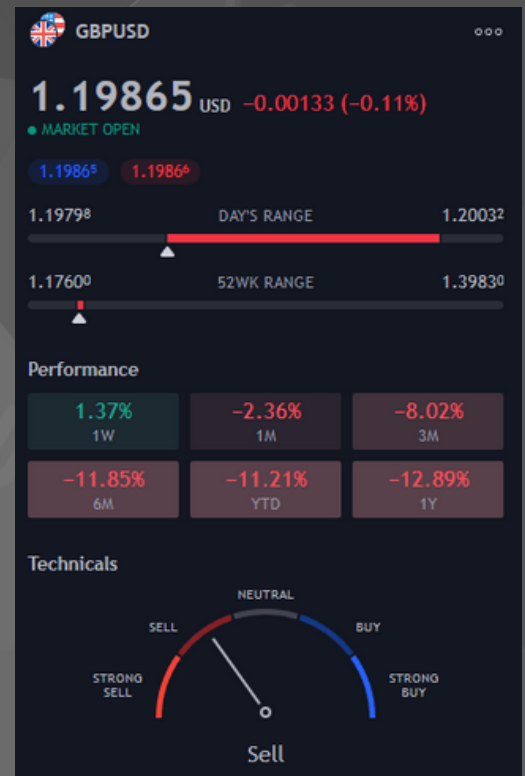 GBPUSD
1.19865 USD −0.00133 (−0.11%)
MARKET OPEN
1.1986⁵ 1.1986⁶
1.1979⁸ DAY'S RANGE 1.2003²
1.1760⁰ 52WK RANGE 1.3983⁰
Performance
1.37% −2.36% −8.02%
1W 1M 3M
−11.85% −11.21% −12.89%
6M YTD 1Y
Technicals
NEUTRAL
SELL BUY
STRONG SELL STRONG BUY
Sell